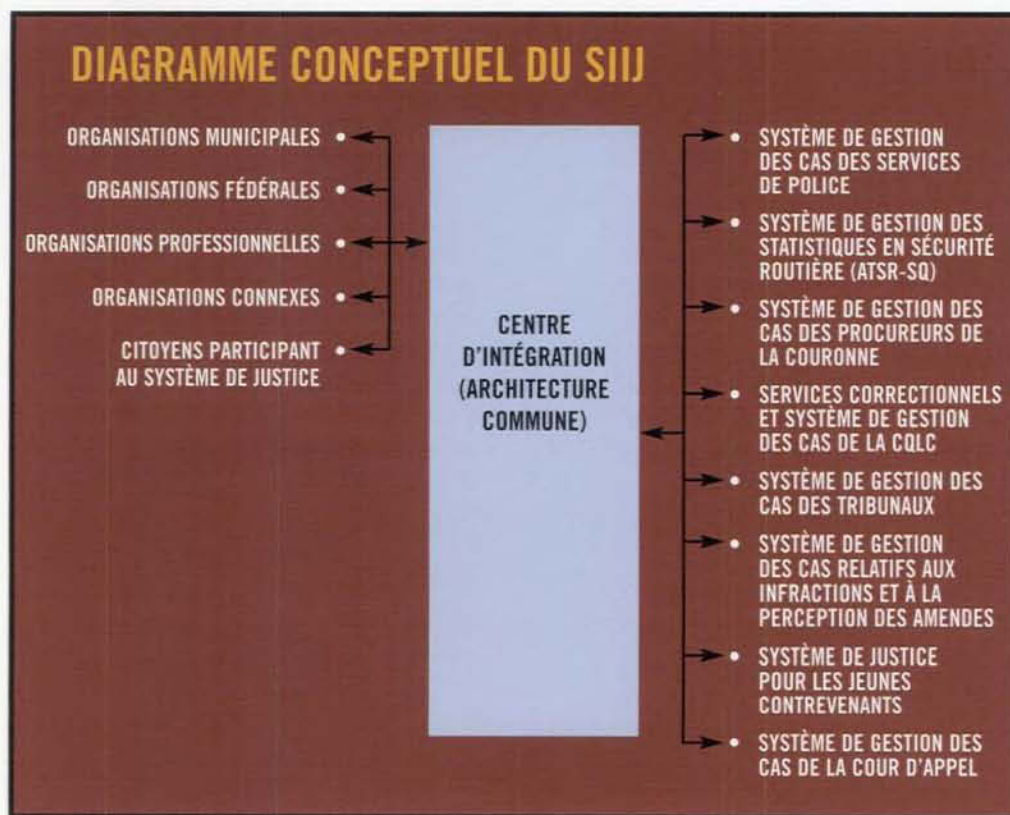 DIAGRAMME CONCEPTUEL DU SIIJ
ORGANISATIONS MUNICIPALES
ORGANISATIONS FÉDÉRALES
ORGANISATIONS PROFESSIONNELLES
ORGANISATIONS CONNEXES
CITOYENS PARTICIPANT
AU SYSTÈME DE JUSTICE
CENTRE
D'INTÉGRATION
(ARCHITECTURE
COMMUNE)
SYSTÈME DE GESTION
DES CAS DES SERVICES
DE POLICE
SYSTÈME DE GESTION DES
STATISTIQUES EN SÉCURITÉ
ROUTIÈRE (ATSR-SQ)
SYSTÈME DE GESTION DES
CAS DES PROCUREURS DE
LA COURONNE
SERVICES CORRECTIONNELS
ET SYSTÈME DE GESTION
DES CAS DE LA CQLC
SYSTÈME DE GESTION DES
CAS DES TRIBUNAUX
SYSTÈME DE GESTION
DES CAS RELATIFS AUX
INFRACTIONS ET À LA
PERCEPTION DES AMENDES
SYSTÈME DE JUSTICE
POUR LES JEUNES
CONTREVENANTS
SYSTÈME DE GESTION DES
CAS DE LA COUR D'APPEL